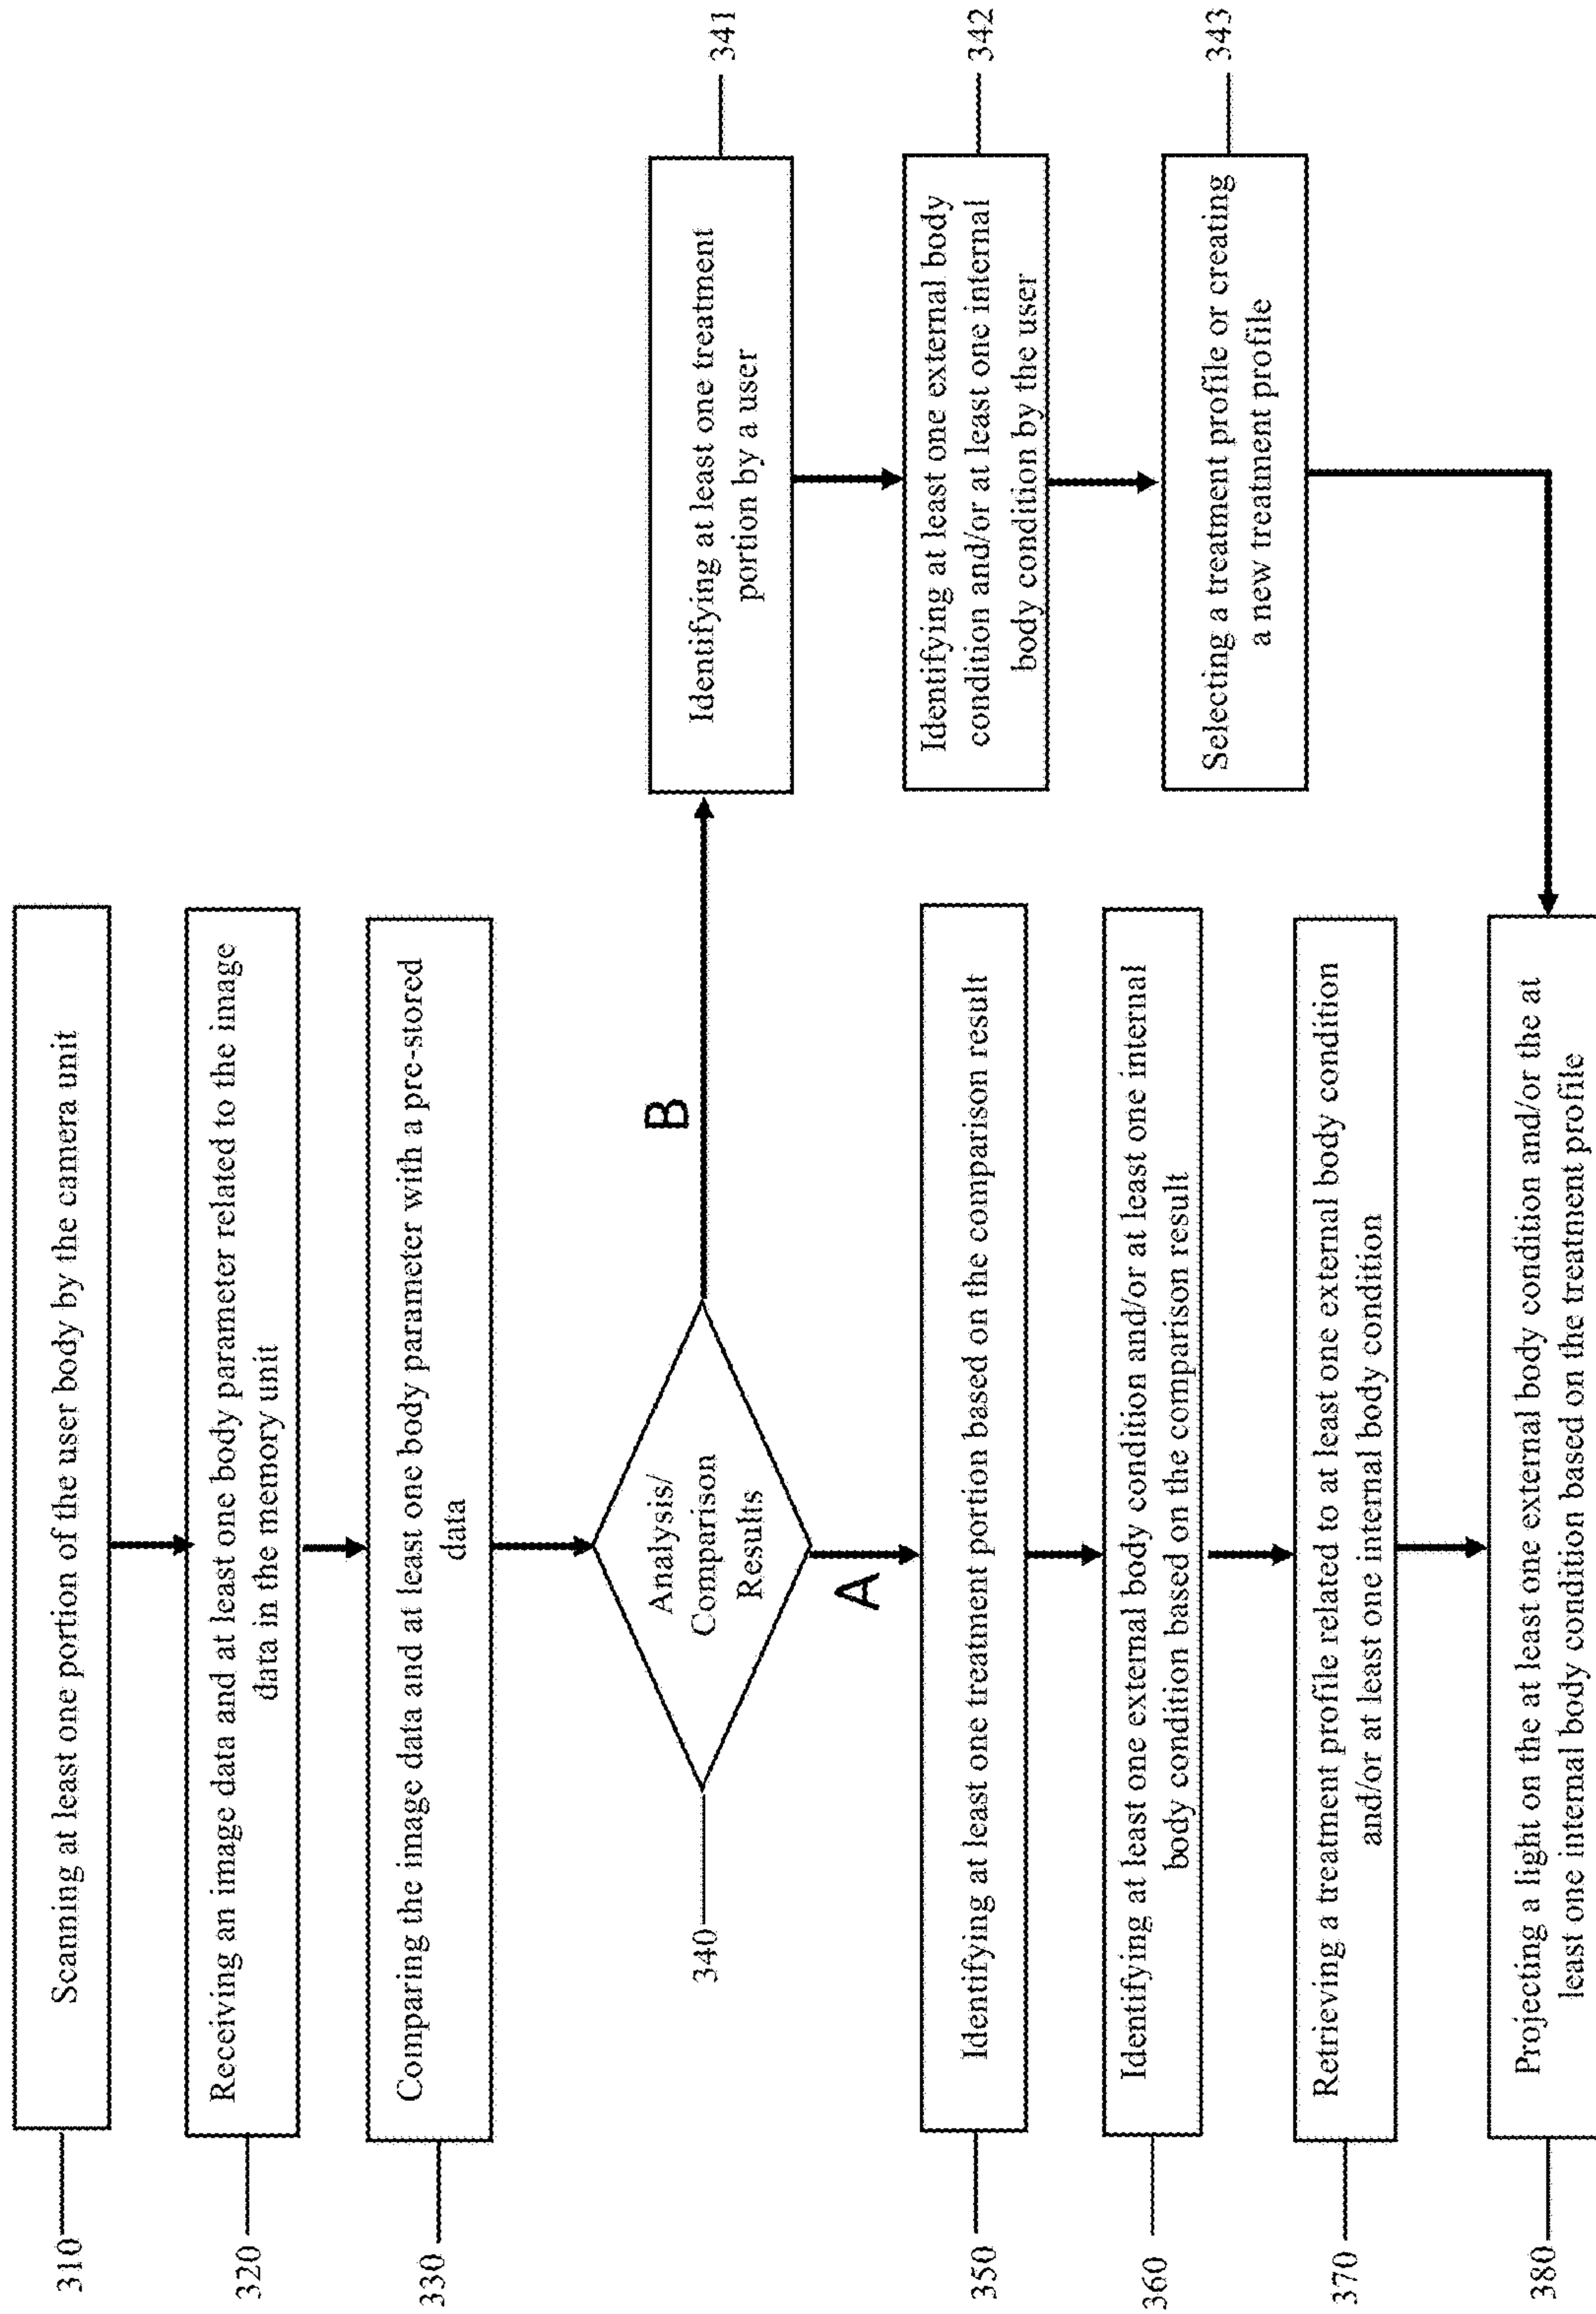 310
Scanning at least one portion of the user body by the camera unit
320
Receiving an image data and at least one body parameter related to the image
data in the memory unit
330
Comparing the image data and at least one body parameter with a pre-stored
data
340
Analysis/
Comparison
Results
B
A
341
Identifying at least one treatment
portion by a user
342
Identifying at least one external body
condition and/or at least one internal
body condition by the user
343
Selecting a treatment profile or creating
a new treatment profile
350
Identifying at least one treatment portion based on the comparison result
360
Identifying at least one external body condition and/or at least one internal
body condition based on the comparison result
370
Retrieving a treatment profile related to at least one external body condition
and/or at least one internal body condition
380
Projecting a light on the at least one external body condition and/or the at
least one internal body condition based on the treatment profile